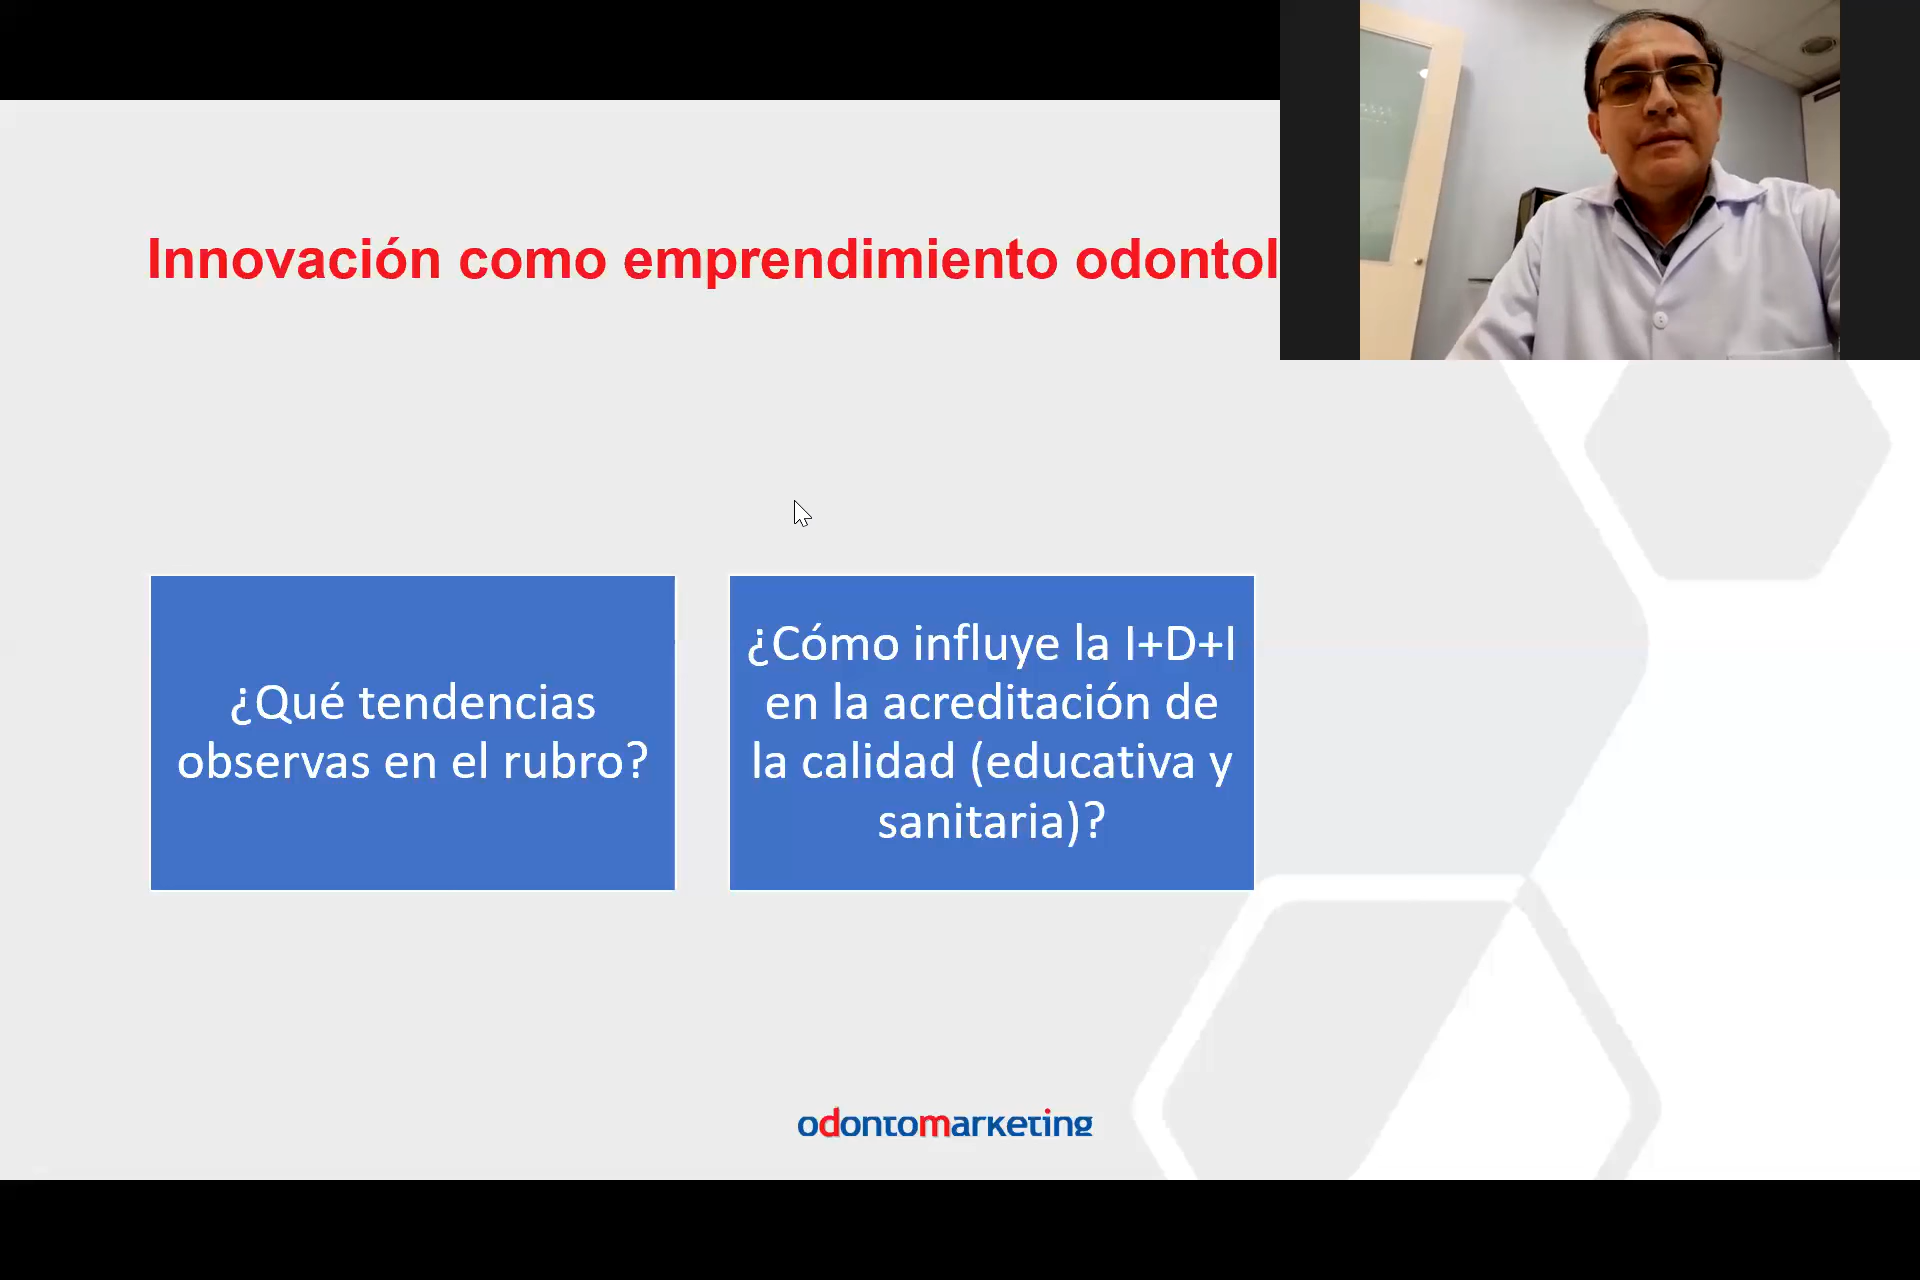 Innovación como emprendimiento odontol
¿Qué tendencias
observas en el rubro?
¿Cómo influye la I+D+I
en la acreditación de
la calidad (educativa y
sanitaria)?
odontomarketing